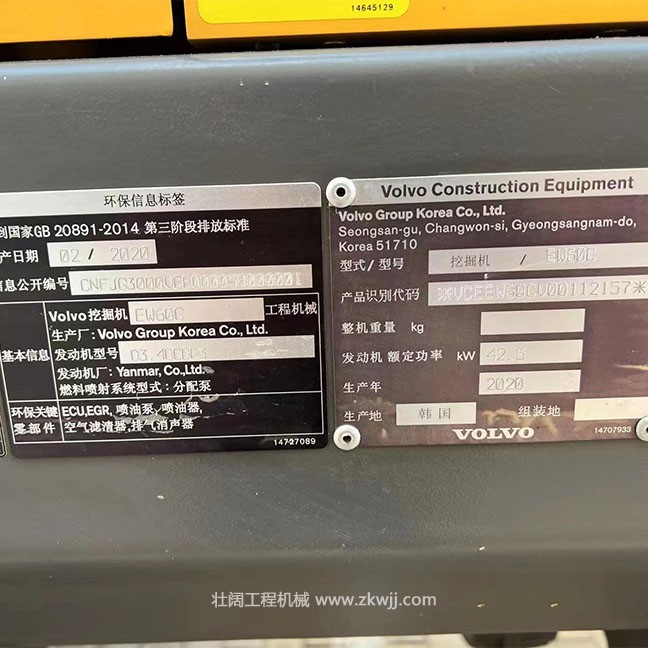 14645129
环保信息标签
到国家GB 20891-2014 第三阶段排放标准
产日期 02 / 2020
信息公开编号
Volvo挖掘机 EW60C 工程机械
生产厂: Volvo Group Korea Co., Ltd.
基本信息 发动机型号
发动机厂: Yanmar, Co.,Ltd.
燃料喷射系统型式: 分配泵
环保关键 ECU,EGR, 喷油泵, 喷油器,
零部件 空气滤清器,排气消声器
14727089
Volvo Construction Equipment
Volvo Group Korea Co., Ltd.
Seongsan-gu, Changwon-si, Gyeongsangnam-do,
Korea 51710
型式/型号 挖掘机 / EW60C
产品识别代码 ※VCEEW60CV00112157※
整机重量 kg
发动机 额定功率 kW 42.5
生产年 2020
生产地 韩国 组装地
VOLVO 14707933
壮阔工程机械 www.zkwjj.com